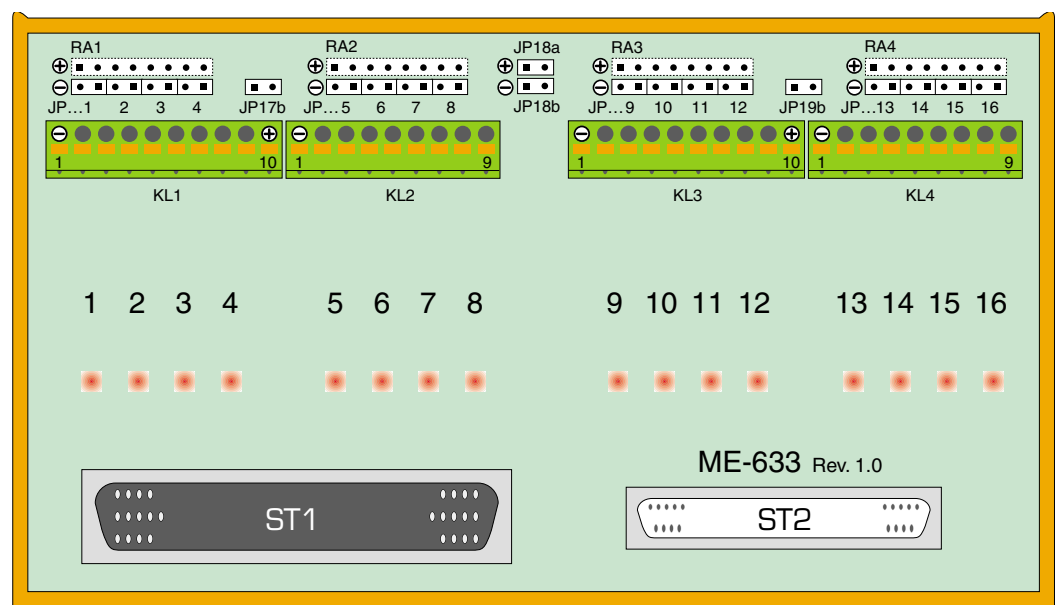 RA1 RA2 JP18a RA3 RA4
⊕ ⊕ ⊕ ⊕ ⊕
⊖ ⊖ ⊖ ⊖ ⊖
JP...1 2 3 4 JP17b JP...5 6 7 8 JP18b JP...9 10 11 12 JP19b JP...13 14 15 16
⊖ ⊕ ⊖ ⊖ ⊕ ⊖
1 10 1 9 1 10 1 9
KL1 KL2 KL3 KL4
1 2 3 4 5 6 7 8 9 10 11 12 13 14 15 16
ME-633 Rev. 1.0
ST1 ST2